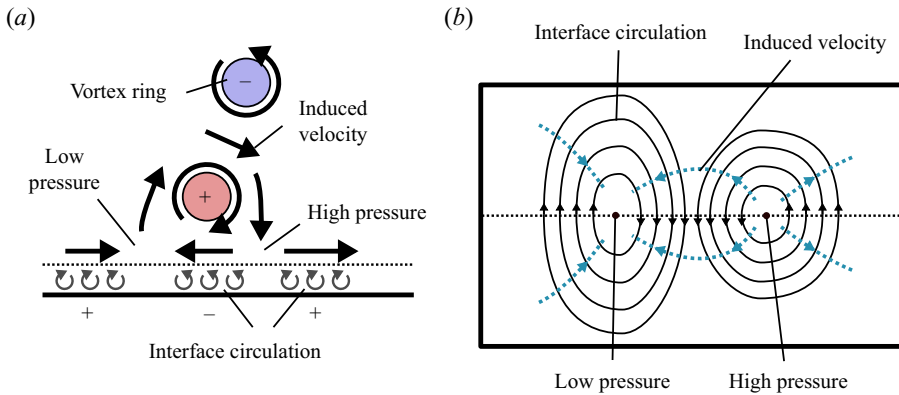 (a)
Vortex ring
−
Induced
velocity
Low
pressure
+
High pressure
+
−
+
Interface circulation
(b)
Interface circulation
Induced velocity
Low pressure
High pressure